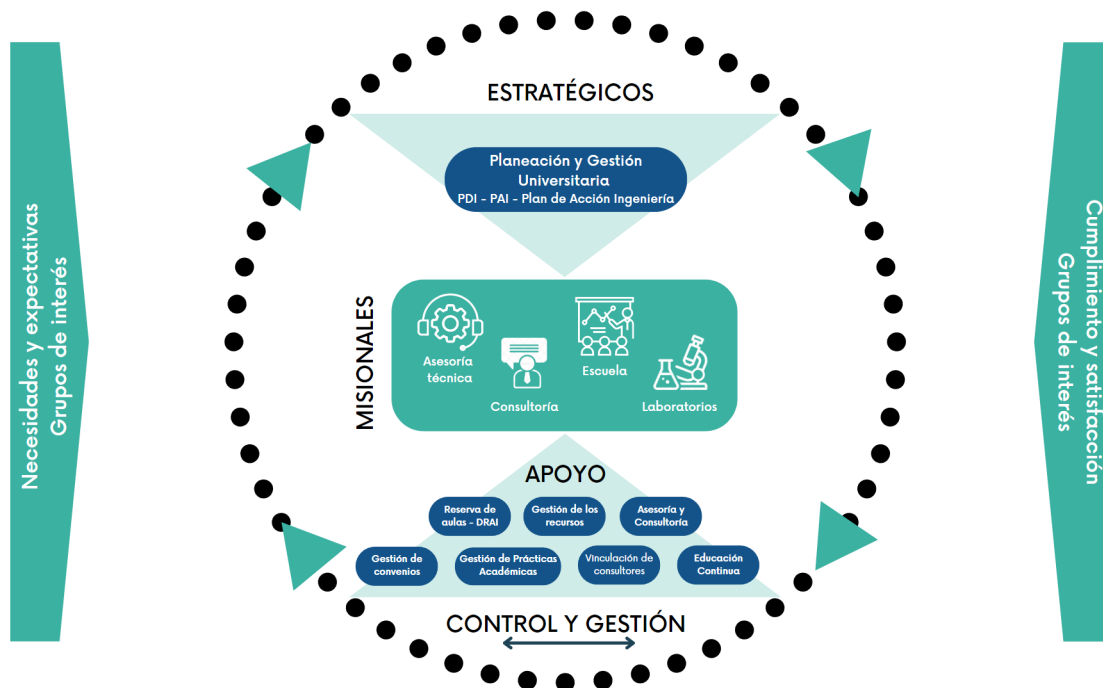 Necesidades y expectativas
Grupos de interés
ESTRATÉGICOS
Planeación y Gestión
Universitaria
PDI - PAI - Plan de Acción Ingeniería
MISIONALES
Asesoría
técnica
Consultoría
Escuela
Laboratorios
APOYO
Reserva de
aulas - DRAI
Gestión de los
recursos
Asesoría y
Consultoría
Gestión de
convenios
Gestión de Prácticas
Académicas
Vinculación de
consultores
Educación
Continua
CONTROL Y GESTIÓN
Cumplimiento y satisfacción
Grupos de interés